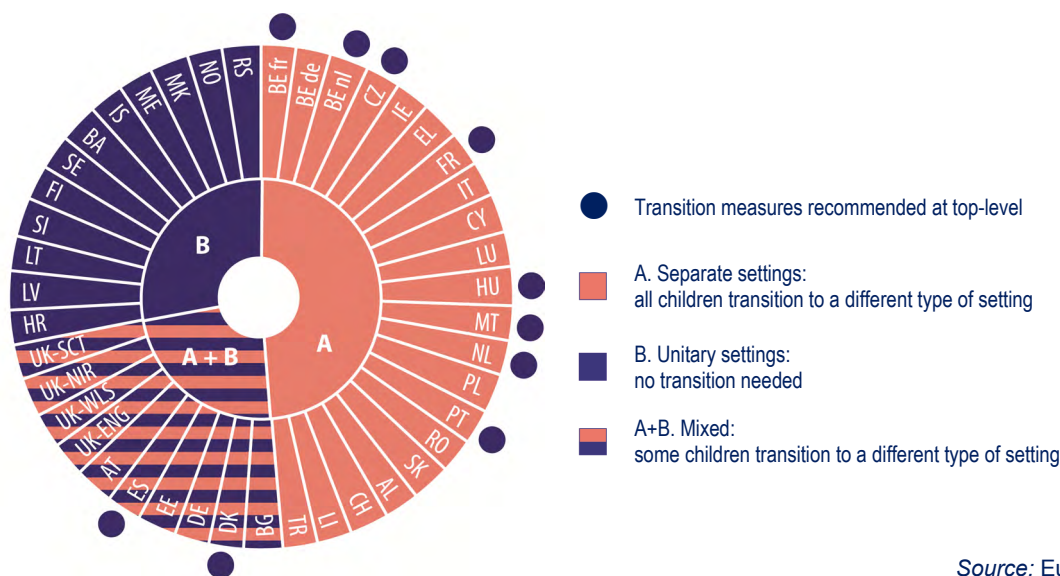 BE fr
BE de
BE nl
CZ
IE
EL
FR
IT
CY
LU
HU
MT
NL
PL
PT
RO
SK
AL
CH
LI
TR
BG
DK
DE
EE
ES
AT
UK-ENG
UK-WLS
UK-NIR
UK-SCT
HR
LV
LT
SI
FI
SE
BA
IS
ME
MK
NO
RS
B
A
A + B
Transition measures recommended at top-level
A. Separate settings:
all children transition to a different type of setting
B. Unitary settings:
no transition needed
A+B. Mixed:
some children transition to a different type of setting
Source: Eu